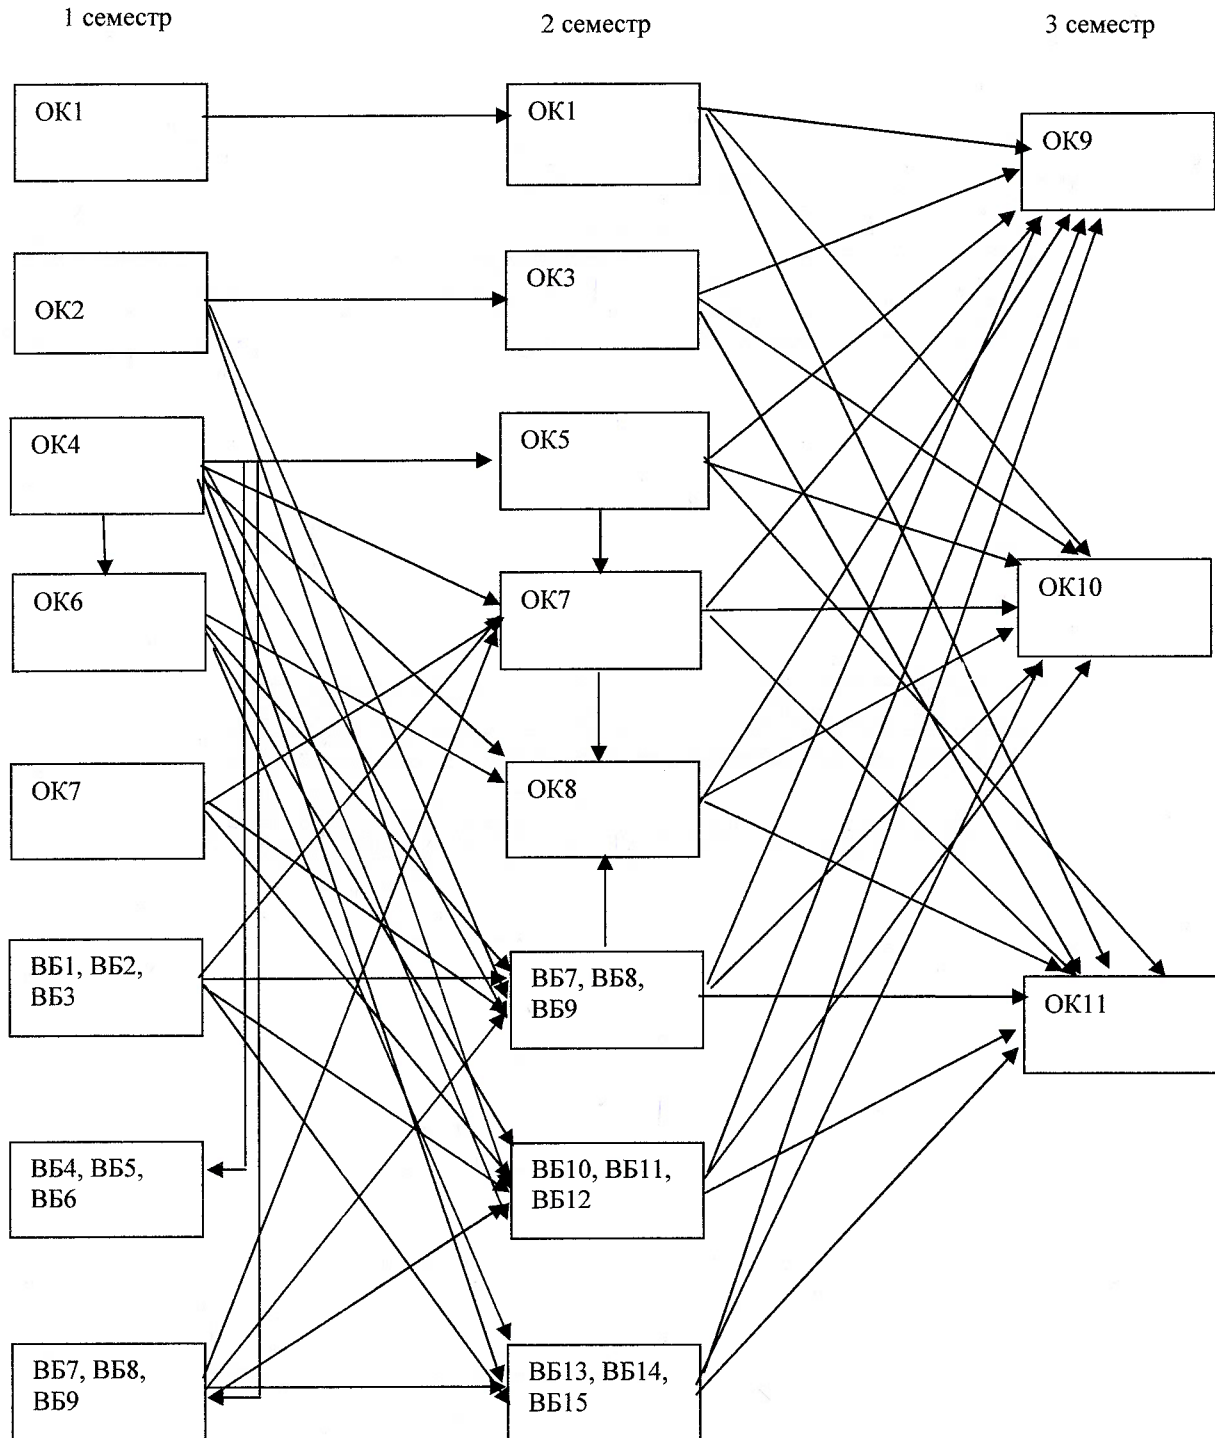 1 семестр
2 семестр
3 семестр
ОК1
ОК1
ОК9
ОК2
ОК3
ОК4
ОК5
ОК6
ОК7
ОК10
ОК7
ОК8
ВБ1, ВБ2,
ВБ3
ВБ7, ВБ8,
ВБ9
ОК11
ВБ4, ВБ5,
ВБ6
ВБ10, ВБ11,
ВБ12
ВБ7, ВБ8,
ВБ9
ВБ13, ВБ14,
ВБ15